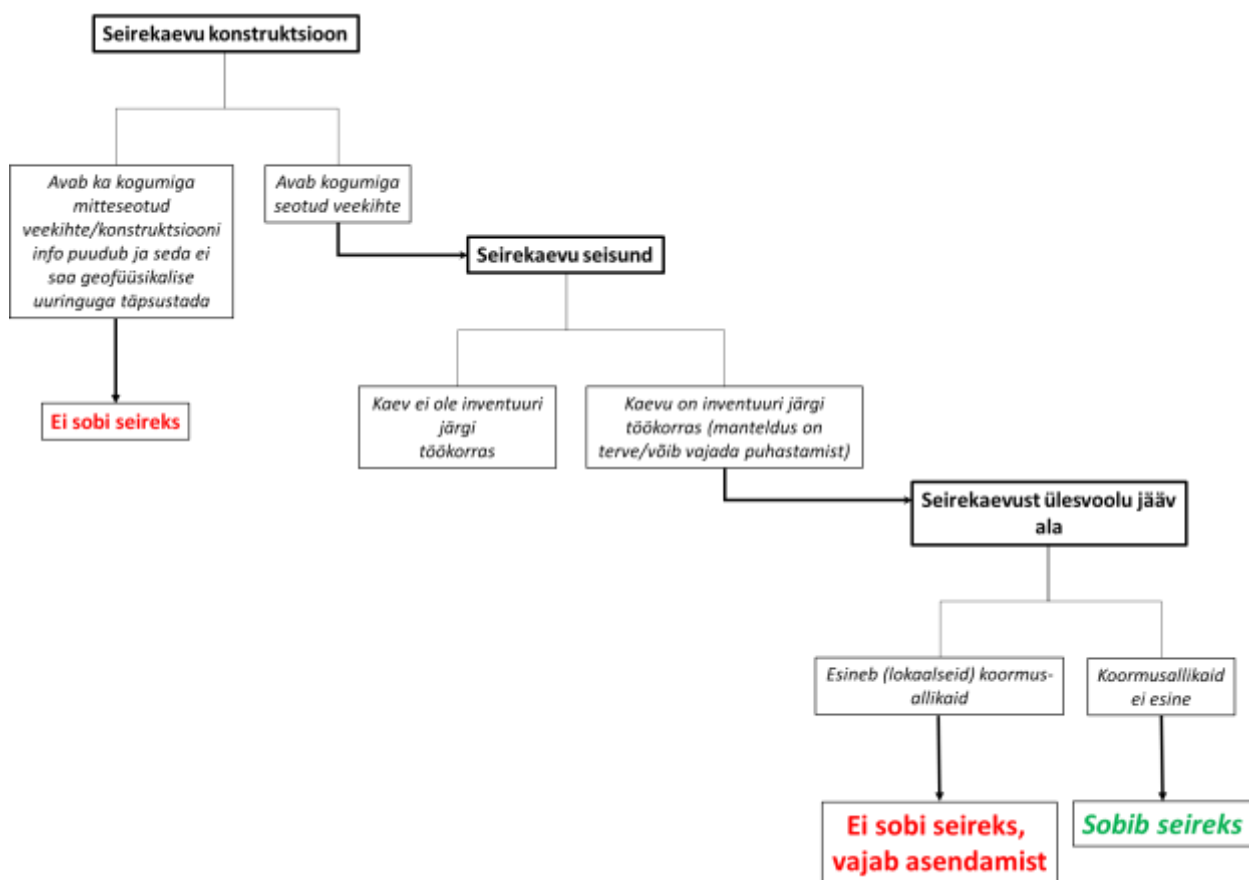 Seirekaevu konstruktsioon
Avab ka kogumiga
mitteseotud
veekihte/konstruktsiooni
info puudub ja seda ei
saa geofüüsikalise
uuringuga täpsustada
Avab kogumiga
seotud veekihte
Ei sobi seireks
Seirekaevu seisund
Kaev ei ole inventuuri
järgi
töökorras
Kaevu on inventuuri järgi
töökorras (manteldus on
terve/võib vajada puhastamist)
Seirekaevust ülesvoolu jääv
ala
Esineb (lokaalseid) koormus-
allikaid
Koormusallikaid
ei esine
Ei sobi seireks,
vajab asendamist
Sobib seireks